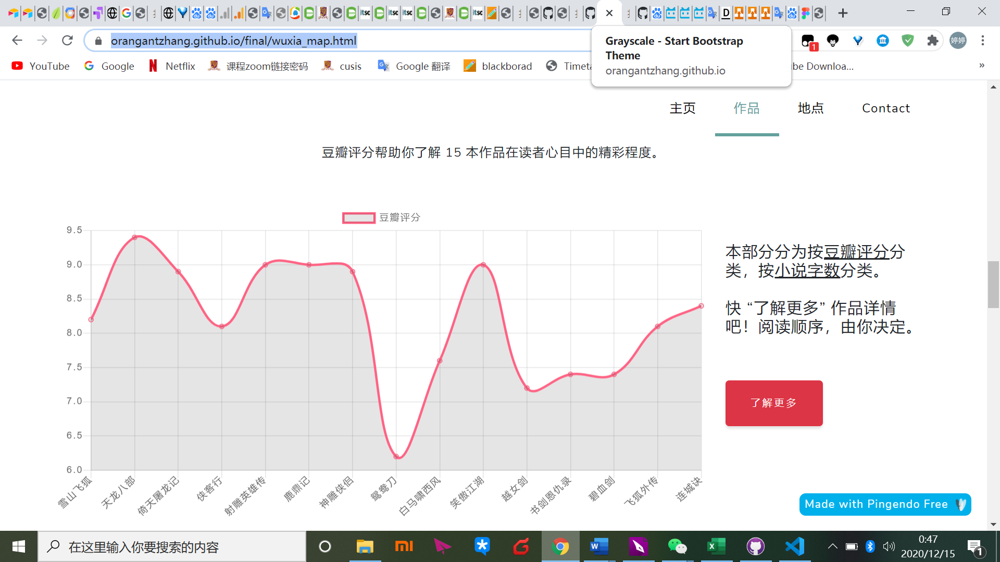 orangantzhang.github.io/final/wuxia_map.html
Grayscale - Start Bootstrap
Theme
orangantzhang.github.io
1
婷婷
YouTube
Google
Netflix
课程zoom链接密码
cusis
Google 翻译
blackborad
Timeta
be Downloa...
»
主页
作品
地点
Contact
豆瓣评分帮助你了解 15 本作品在读者心目中的精彩程度。
豆瓣评分
9.5
9.0
8.5
8.0
7.5
7.0
6.5
6.0
雪山飞狐
天龙八部
倚天屠龙记
侠客行
射雕英雄传
鹿鼎记
神雕侠侣
鸳鸯刀
白马啸西风
笑傲江湖
越女剑
书剑恩仇录
碧血剑
飞狐外传
连城诀
本部分分为按豆瓣评分分
类，按小说字数分类。
快 “了解更多” 作品详情
吧！阅读顺序，由你决定。
了解更多
Made with Pingendo Free
在这里输入你要搜索的内容
0:47
2020/12/15
1